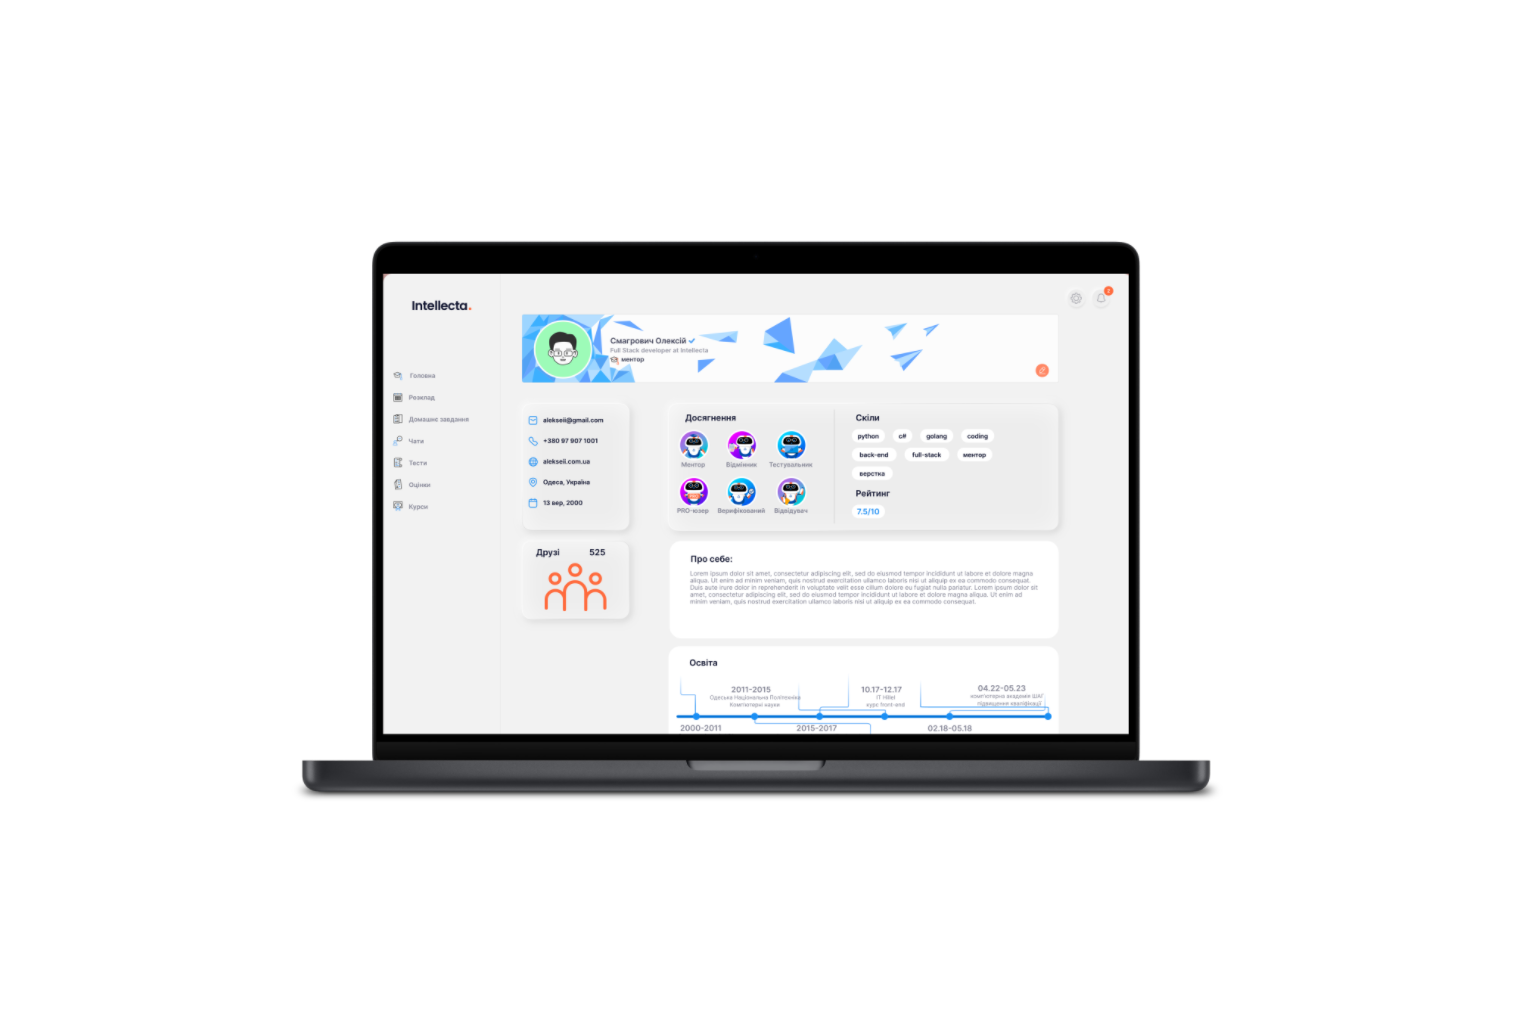 Intellecta.
2
Головна
Розклад
Домашнє завдання
Чати
Тести
Оцінки
Курси
Смагрович Олексій
Full Stack developer at Intellecta
ментор
alekseii@gmail.com
+380 97 907 1001
alekseii.com.ua
Одеса, Україна
13 вер, 2000
Друзі 525
Досягнення
Ментор Відмінник Тестувальник
PRO-юзер Верифікований Відвідувач
Скіли
python c# golang coding
back-end full-stack ментор
верстка
Рейтинг
7.5/10
Про себе:
Lorem ipsum dolor sit amet, consectetur adipiscing elit, sed do eiusmod tempor incididunt ut labore et dolore magna
aliqua. Ut enim ad minim veniam, quis nostrud exercitation ullamco laboris nisi ut aliquip ex ea commodo consequat.
Duis aute irure dolor in reprehenderit in voluptate velit esse cillum dolore eu fugiat nulla pariatur. Lorem ipsum dolor sit
amet, consectetur adipiscing elit, sed do eiusmod tempor incididunt ut labore et dolore magna aliqua. Ut enim ad
minim veniam, quis nostrud exercitation ullamco laboris nisi ut aliquip ex ea commodo consequat.
Освіта
2011-2015
Одеська Національна Політехніка
Комп'ютерні науки
10.17-12.17
IT Hillel
курс front-end
04.22-05.23
комп'ютерна академія ШАГ,
підвищення кваліфікації
2000-2011
2015-2017
02.18-05.18